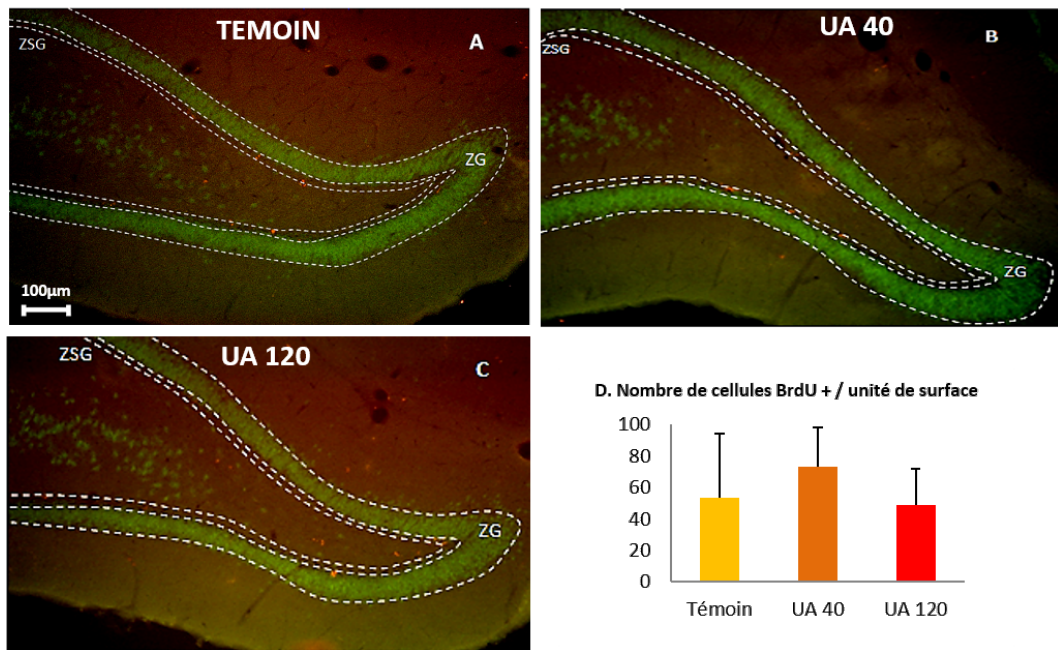 TEMOIN
A
ZSG
ZG
100µm
UA 40
B
ZSG
ZG
UA 120
C
ZSG
ZG
D. Nombre de cellules BrdU + / unité de surface
100
80
60
40
20
0
Témoin UA 40 UA 120